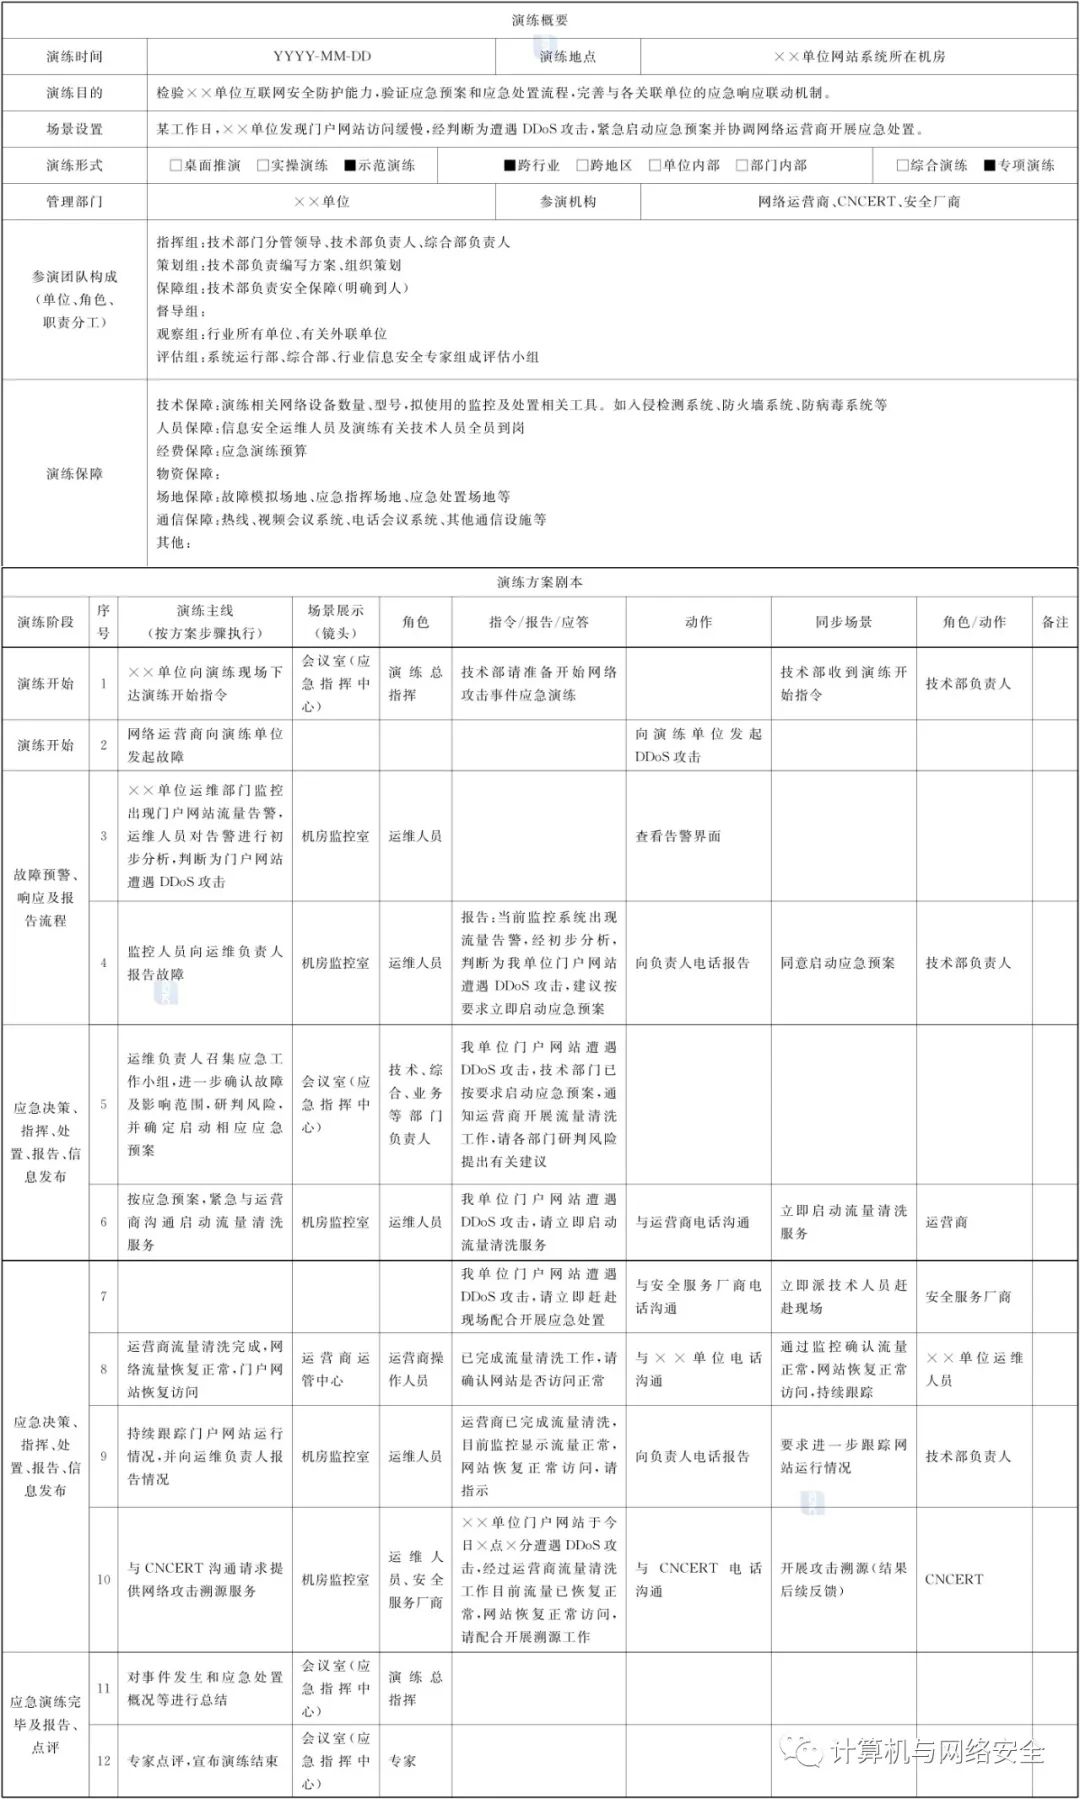 演练概要
演练时间 YYYY-MM-DD 演练地点 ××单位网站系统所在机房
演练目的 检验××单位互联网安全防护能力,验证应急预案和应急处置流程,完善与各关联单位的应急响应联动机制。
场景设置 某工作日,××单位发现门户网站访问缓慢,经判断为遭遇 DDoS 攻击,紧急启动应急预案并协调网络运营商开展应急处置。
演练形式 □桌面推演 □实操演练 ■示范演练 ■跨行业 □跨地区 □单位内部 □部门内部 □综合演练 ■专项演练
管理部门 ××单位 参演机构 网络运营商、CNCERT、安全厂商
参演团队构成
(单位、角色、
职责分工)
指挥组:技术部门分管领导、技术部负责人、综合部负责人
策划组:技术部负责编写方案、组织策划
保障组:技术部负责安全保障(明确到人)
督导组:
观察组:行业所有单位、有关外联单位
评估组:系统运行部、综合部、行业信息安全专家组成评估小组
演练保障
技术保障:演练相关网络设备数量、型号,拟使用的监控及处置相关工具。如入侵检测系统、防火墙系统、防病毒系统等
人员保障:信息安全运维人员及演练有关技术人员全员到岗
经费保障:应急演练预算
物资保障:
场地保障:故障模拟场地、应急指挥场地、应急处置场地等
通信保障:热线、视频会议系统、电话会议系统、其他通信设施等
其他:
演练方案剧本
演练阶段
序
号
演练主线
(按方案步骤执行)
场景展示
(镜头)
角色
指令/报告/应答
动作
同步场景
角色/动作
备注
演练开始
1
××单位向演练现场下
达演练开始指令
会议室(应
急指挥中
心)
演练总
指挥
技术部请准备开始网络
攻击事件应急演练
技术部收到演练开
始指令
技术部负责人
演练开始
2
网络运营商向演练单位
发起故障
向演练单位发起
DDoS 攻击
故障预警、
响应及报
告流程
3
××单位运维部门监控
出现门户网站流量告警,
运维人员对告警进行初
步分析,判断为门户网站
遭遇 DDoS 攻击
机房监控室
运维人员
查看告警界面
4
监控人员向运维负责人
报告故障
机房监控室
运维人员
报告:当前监控系统出现
流量告警,经初步分析,
判断为我单位门户网站
遭遇 DDoS 攻击,建议按
要求立即启动应急预案
向负责人电话报告
同意启动应急预案
技术部负责人
应急决策、
指挥、处
置、报告、信
息发布
5
运维负责人召集应急工
作小组,进一步确认故障
及影响范围,研判风险,
并确定启动相应应急
预案
会议室(应
急指挥中
心)
技术、综
合、业务
等部门
负责人
我单位门户网站遭遇
DDoS 攻击,技术部门已
按要求启动应急预案,通
知运营商开展流量清洗
工作,请各部门研判风险
提出有关建议
6
按应急预案,紧急与运营
商沟通启动流量清洗
服务
机房监控室
运维人员
我单位门户网站遭遇
DDoS 攻击,请立即启动
流量清洗服务
与运营商电话沟通
立即启动流量清洗
服务
运营商
应急决策、
指挥、处
置、报告、信
息发布
7
我单位门户网站遭遇
DDoS 攻击,请立即赶赴
现场配合开展应急处置
与安全服务厂商电
话沟通
立即派技术人员赶
赴现场
安全服务厂商
8
运营商流量清洗完成,网
络流量恢复正常,门户网
站恢复访问
运营商运
管中心
运营商操
作人员
已完成流量清洗工作,请
确认网站是否访问正常
与××单位电话
沟通
通过监控确认流量
正常,网站恢复正常
访问,持续跟踪
××单位运维
人员
9
持续跟踪门户网站运行
情况,并向运维负责人报
告情况
机房监控室
运维人员
运营商已完成流量清洗,
目前监控显示流量正常,
网站恢复正常访问,请
指示
向负责人电话报告
要求进一步跟踪网
站运行情况
技术部负责人
10
与 CNCERT 沟通请求提
供网络攻击溯源服务
机房监控室
运维人
员、安全
服务厂商
××单位门户网站于今
日×点×分遭遇 DDoS 攻
击,经过运营商流量清洗
工作目前流量已恢复正
常,网站恢复正常访问,
请配合开展溯源工作
与 CNCERT 电话
沟通
开展攻击溯源(结果
后续反馈)
CNCERT
应急演练完
毕及报告、
点评
11
对事件发生和应急处置
概况等进行总结
会议室(应
急指挥中
心)
演练总
指挥
12
专家点评,宣布演练结束
会议室(应
急指挥中
心)
专家
计算机与网络安全